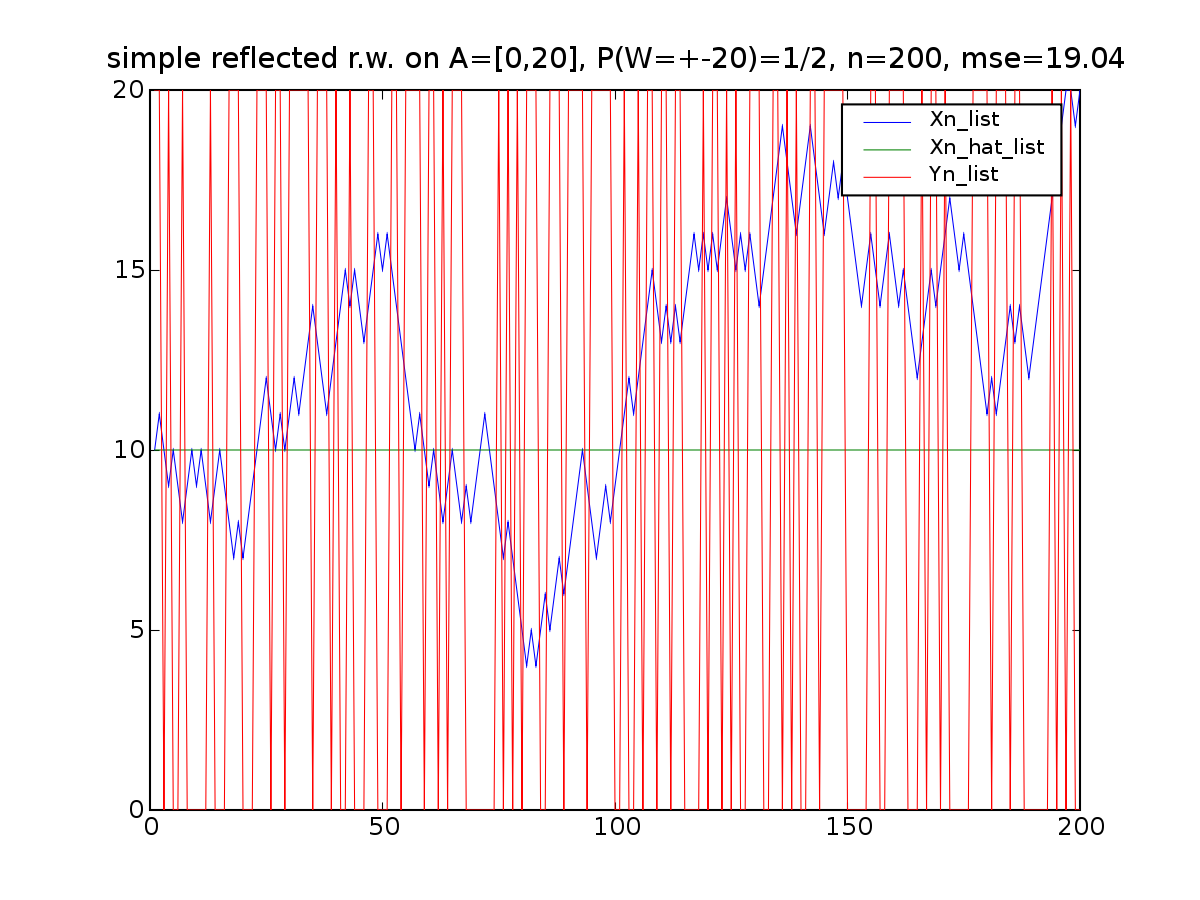 simple reflected r.w. on A=[0,20], P(W=+-20)=1/2, n=200, mse=19.04
20
Xn_list
Xn_hat_list
Yn_list
15
10
5
0
0 50 100 150 200